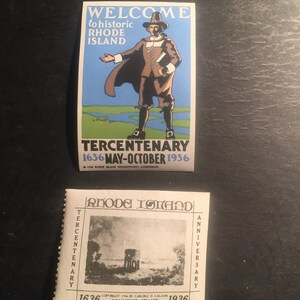 WELCOME
to historic
RHODE
ISLAND
TERCENTENARY
1636 MAY-OCTOBER 1936
RHODE ISLAND
TERCENTENARY
ANNIVERSARY
1636 1936